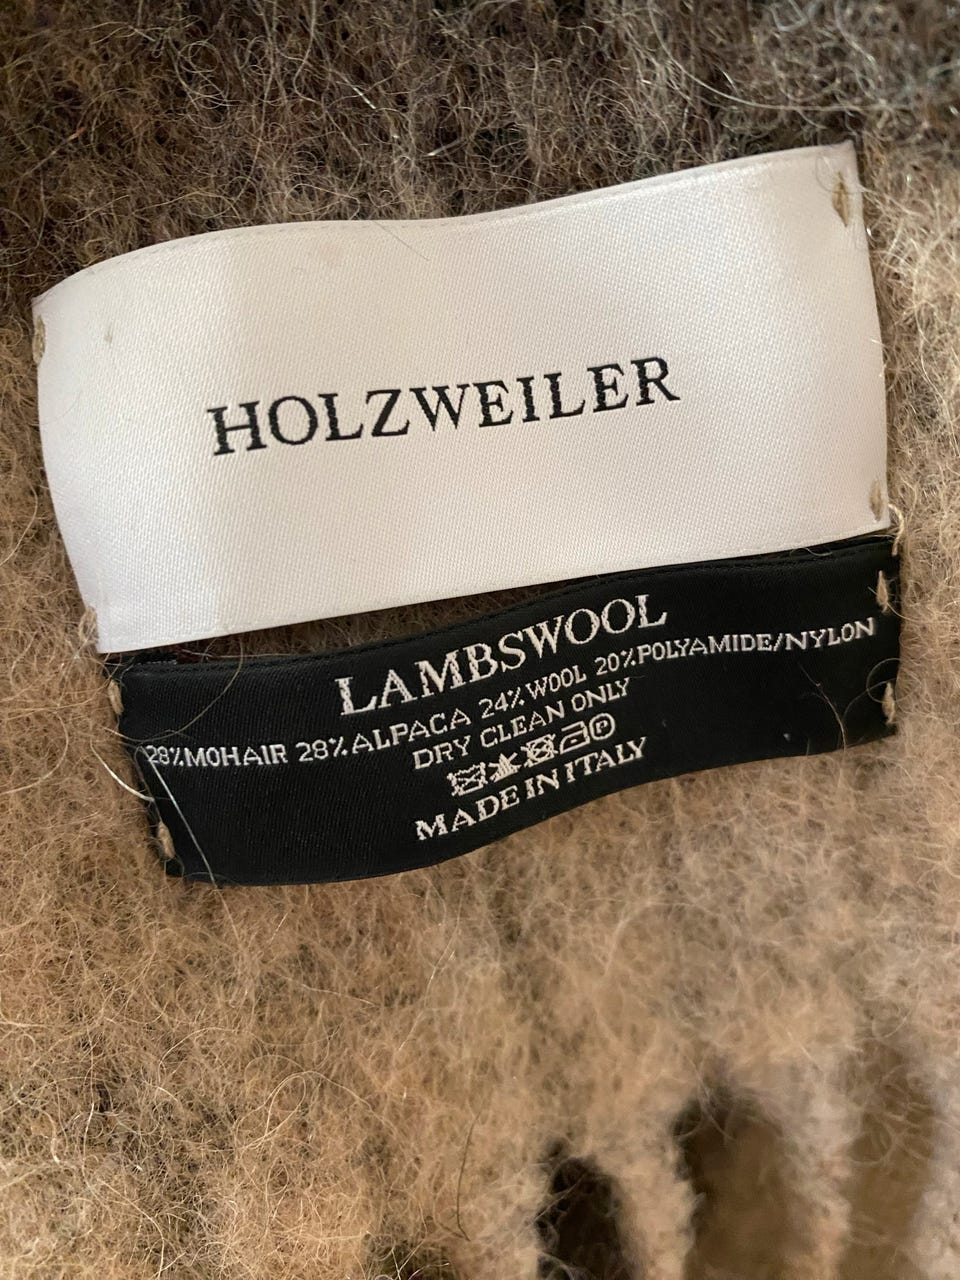 HOLZWEILER
LAMBSWOOL
28%MOHAIR 28%ALPACA 24%WOOL 20%POLYAMIDE/NYLON
DRY CLEAN ONLY
P
MADE IN ITALY